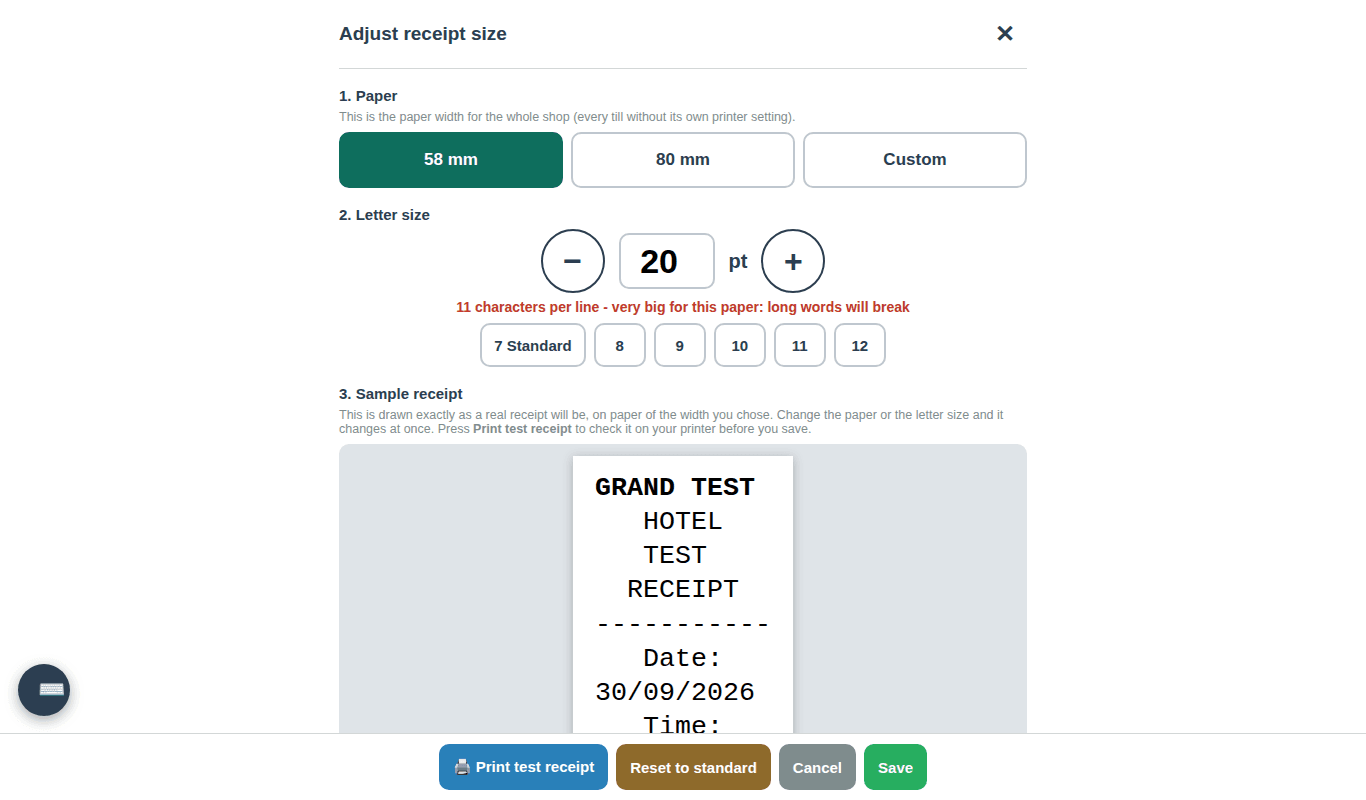 Adjust receipt size ✕
1. Paper
This is the paper width for the whole shop (every till without its own printer setting).
58 mm 80 mm Custom
2. Letter size
− 20 pt +
11 characters per line - very big for this paper: long words will break
7 Standard 8 9 10 11 12
3. Sample receipt
This is drawn exactly as a real receipt will be, on paper of the width you chose. Change the paper or the letter size and it
changes at once. Press Print test receipt to check it on your printer before you save.
GRAND TEST
HOTEL
TEST
RECEIPT
-----------
Date:
30/09/2026
Time:
Print test receipt Reset to standard Cancel Save